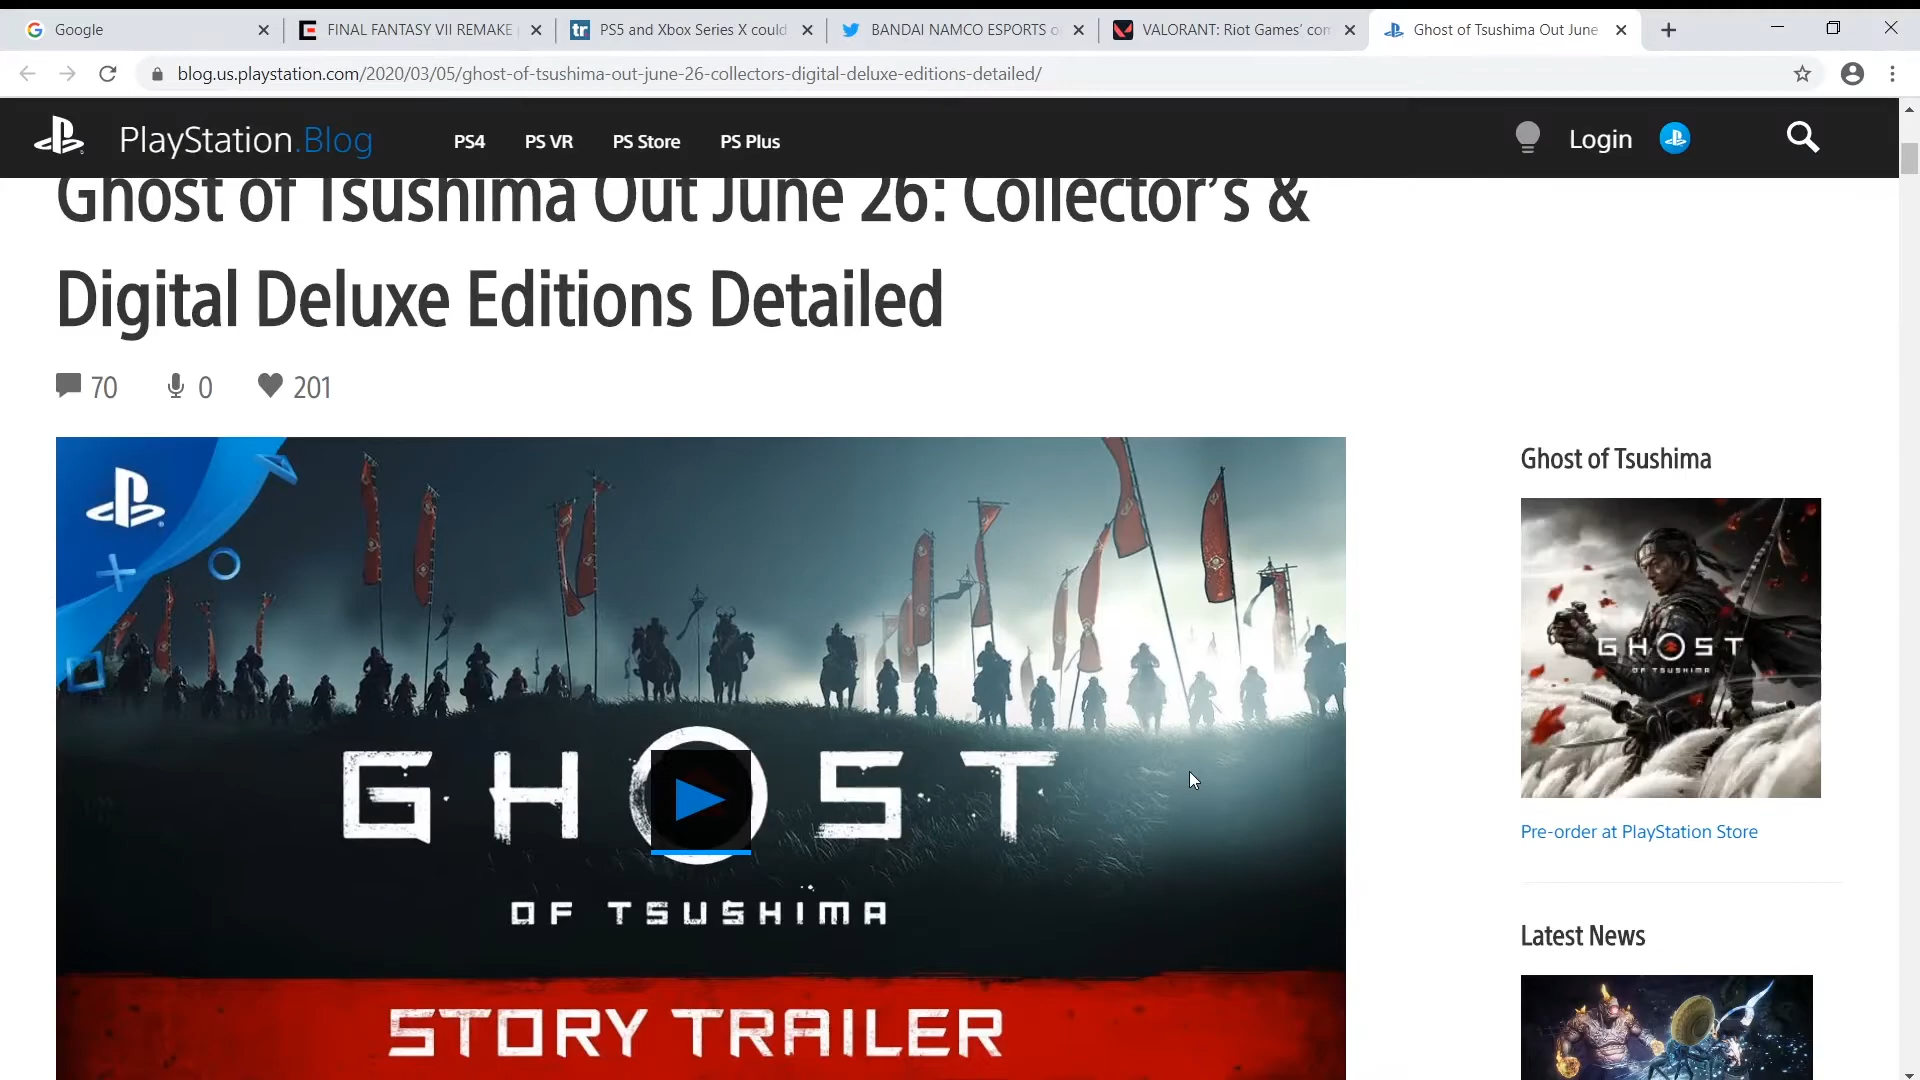 Google
FINAL FANTASY VII REMAKE
PS5 and Xbox Series X could
BANDAI NAMCO ESPORTS o
VALORANT: Riot Games' com
Ghost of Tsushima Out June
blog.us.playstation.com/2020/03/05/ghost-of-tsushima-out-june-26-collectors-digital-deluxe-editions-detailed/
PlayStation.Blog
PS4
PS VR
PS Store
PS Plus
Login
Ghost of Tsushima Out June 26: Collector's &
Digital Deluxe Editions Detailed
70
0
201
GHOST
OF TSUSHIMA
STORY TRAILER
Ghost of Tsushima
GHOST
OF TSUSHIMA
Pre-order at PlayStation Store
Latest News